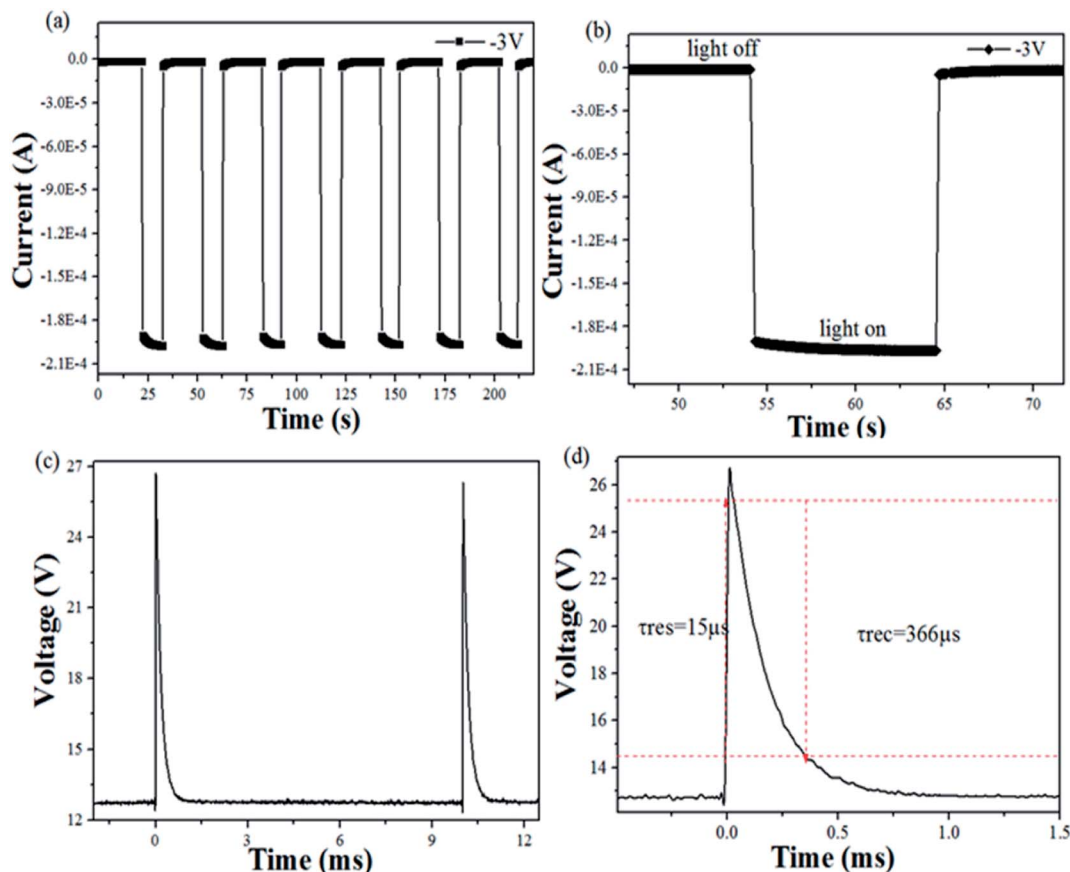 (a)
-3V
0.0
-3.0E-5
-6.0E-5
-9.0E-5
-1.2E-4
-1.5E-4
-1.8E-4
-2.1E-4
Current (A)
0 25 50 75 100 125 150 175 200
Time (s)
(b)
light off
-3V
0.0
-3.0E-5
-6.0E-5
-9.0E-5
-1.2E-4
-1.5E-4
-1.8E-4
-2.1E-4
Current (A)
light on
50 55 60 65 70
Time (s)
(c)
27
24
21
18
15
12
Voltage (V)
0 3 6 9 12
Time (ms)
(d)
26
24
22
20
18
16
14
Voltage (V)
τres=15μs
τrec=366μs
0.0 0.5 1.0 1.5
Time (ms)